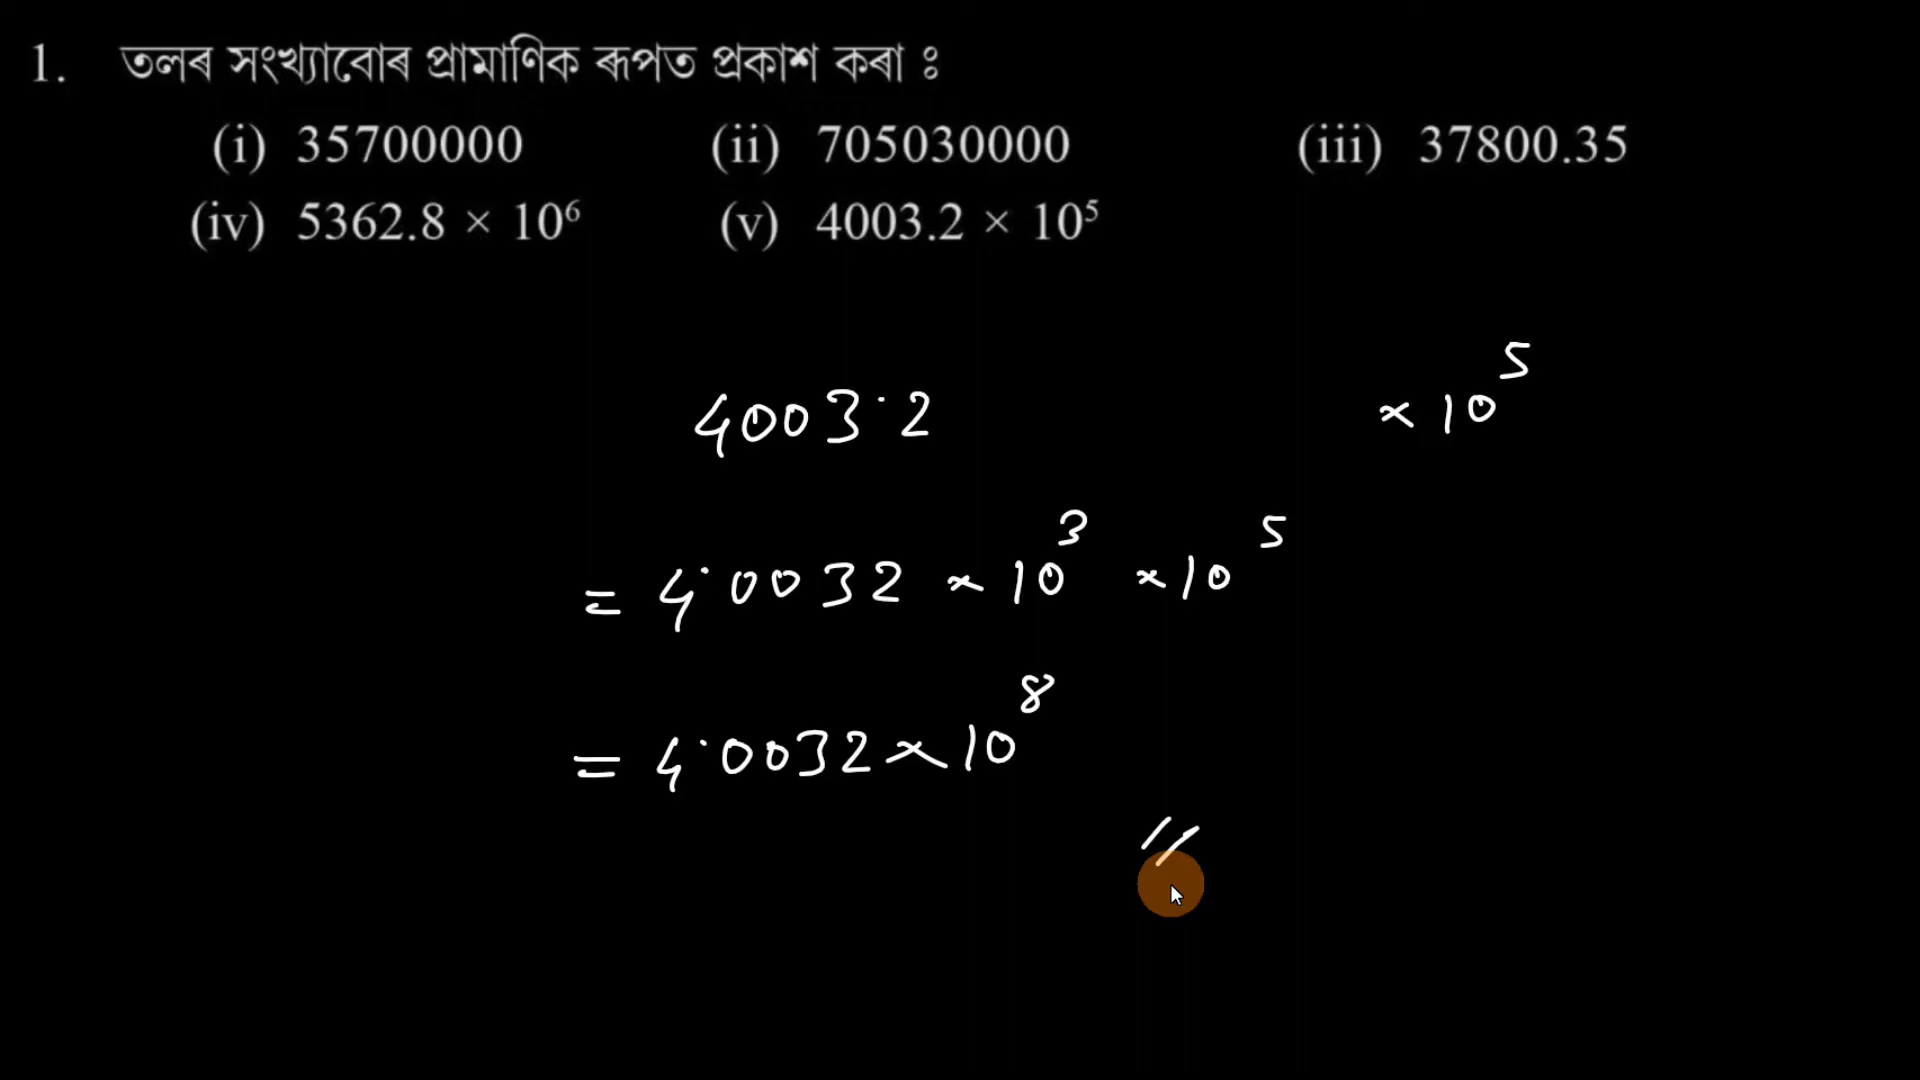 1. তলৰ সংখ্যাবোৰ প্ৰামাণিক ৰূপত প্ৰকাশ কৰা ঃ
(i) 35700000 (ii) 705030000 (iii) 37800.35
(iv) 5362.8 × 10⁶ (v) 4003.2 × 10⁵
4003·2 × 10⁵
= 4·0032 × 10³ × 10⁵
= 4·0032 × 10⁸
//